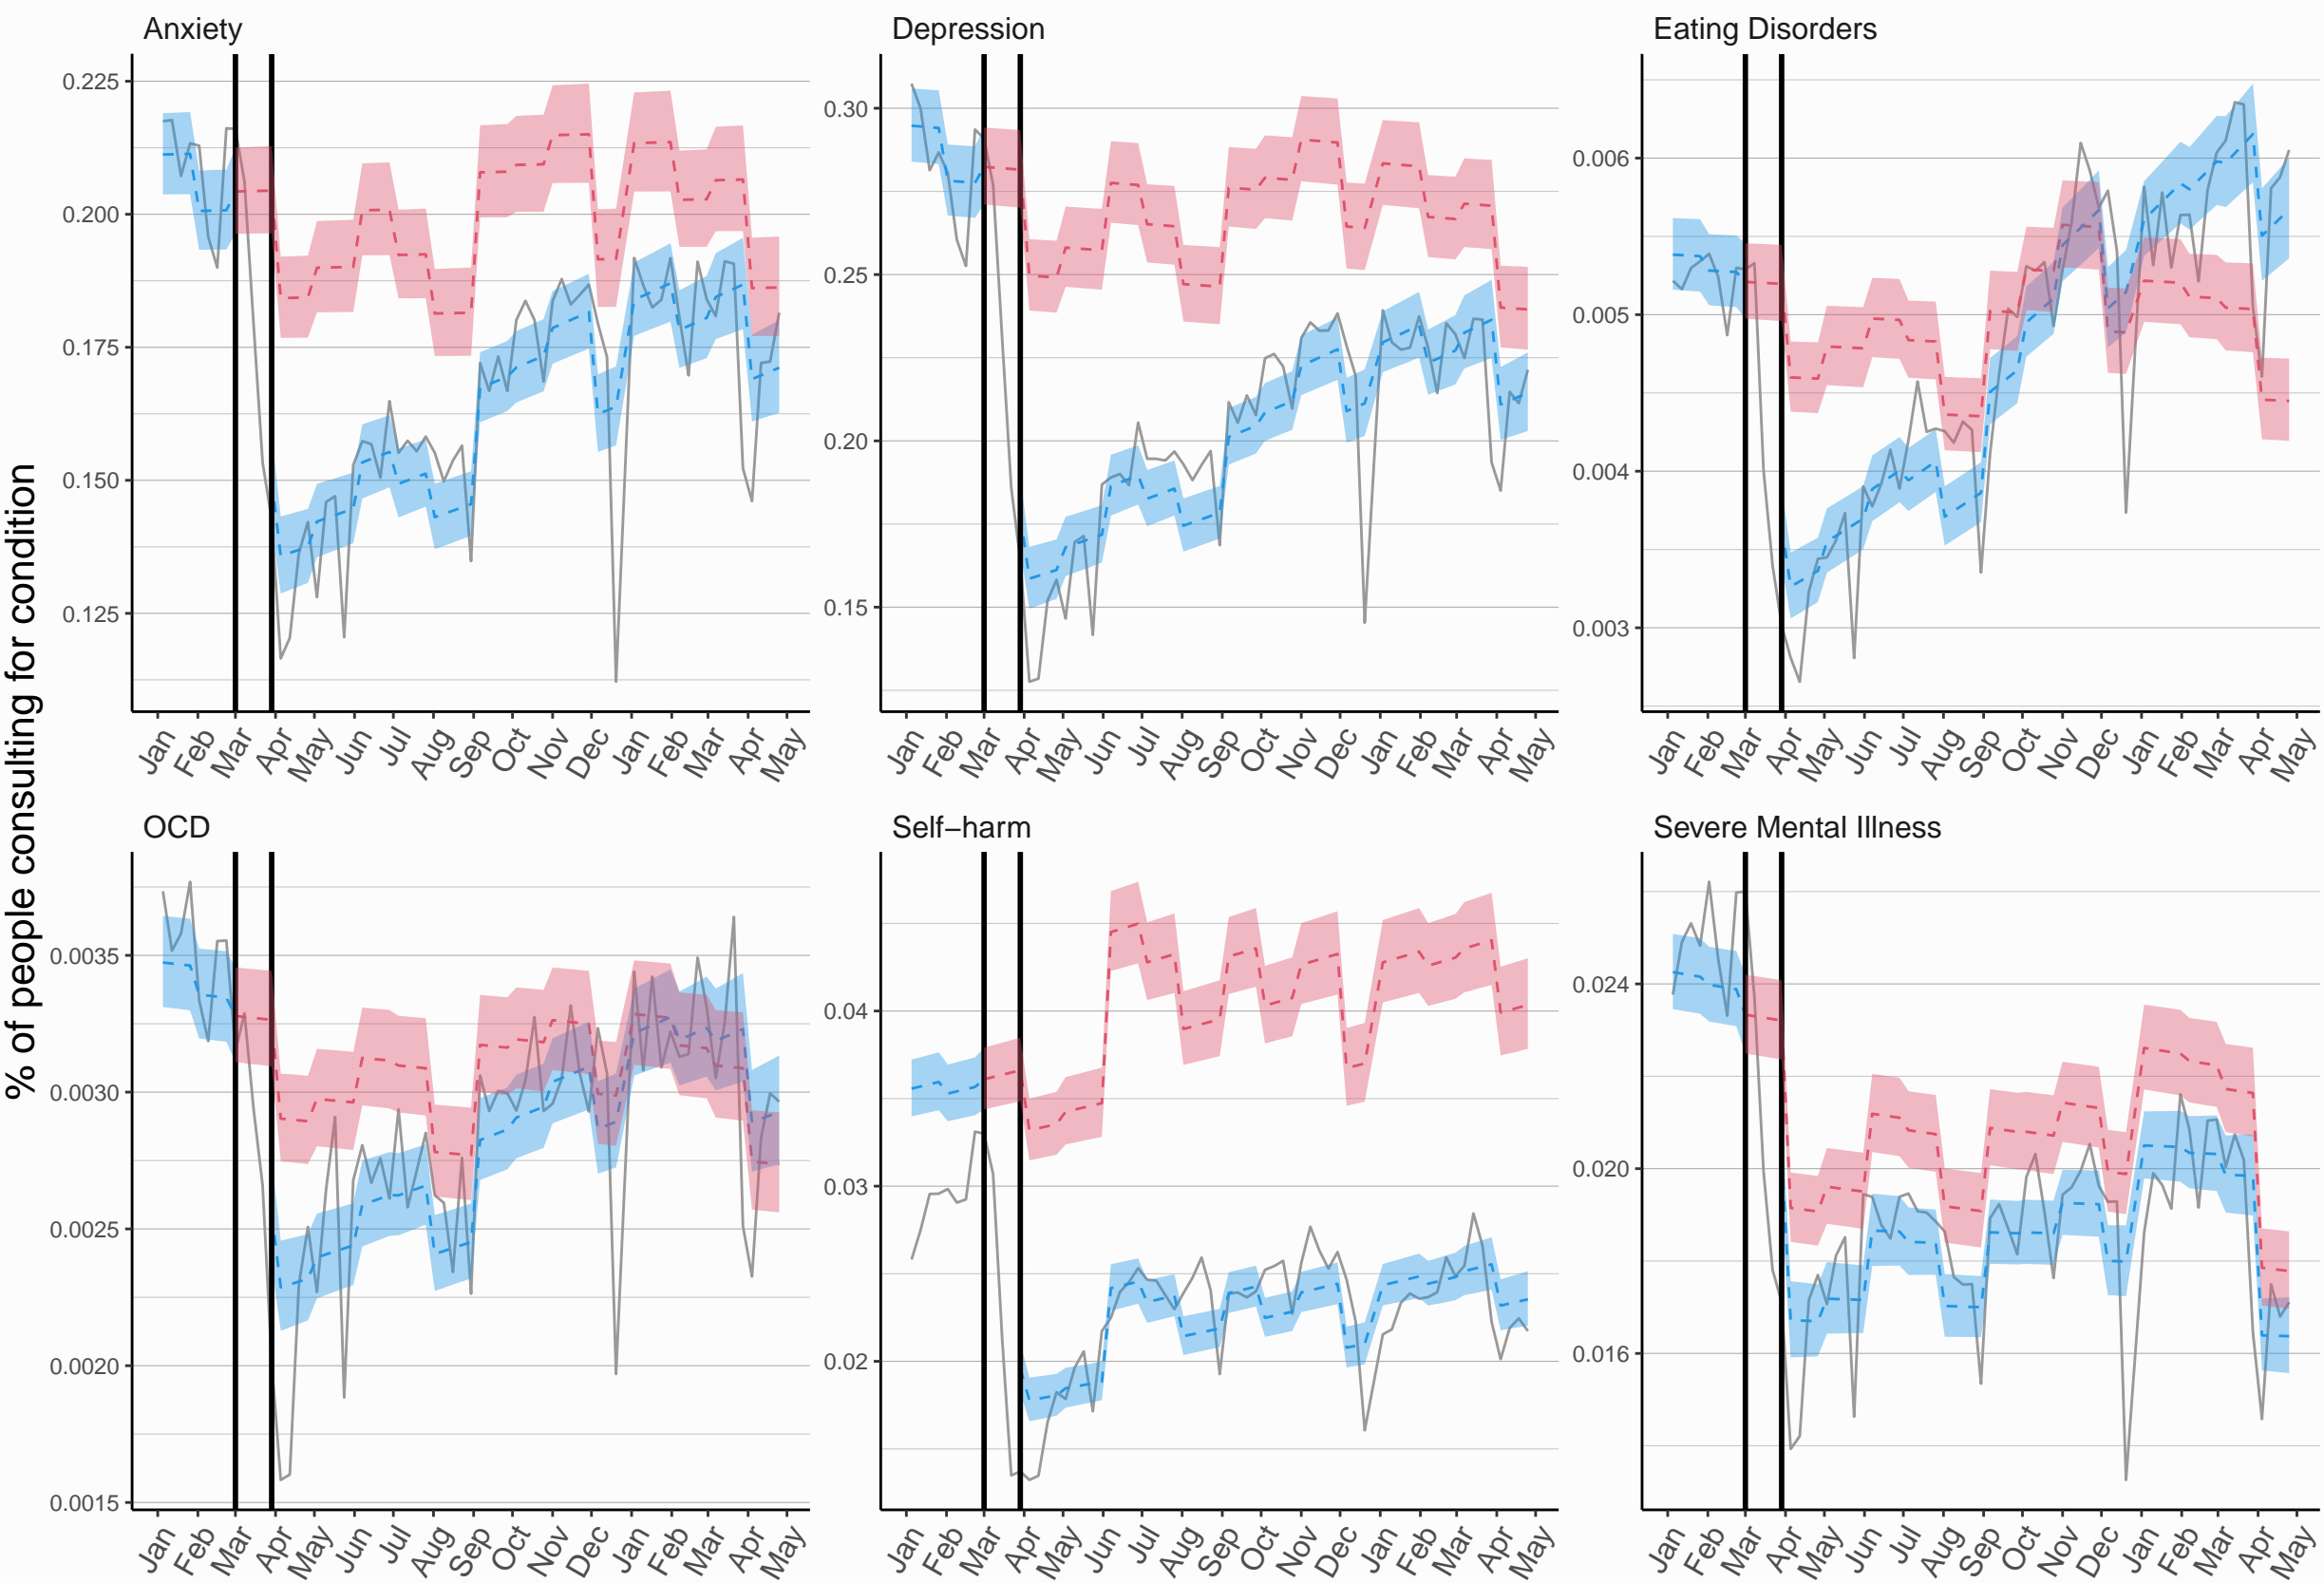 % of people consulting for condition
Anxiety
0.225
0.200
0.175
0.150
0.125
Jan Feb Mar Apr May Jun Jul Aug Sep Oct Nov Dec Jan Feb Mar Apr May
Depression
0.30
0.25
0.20
0.15
Jan Feb Mar Apr May Jun Jul Aug Sep Oct Nov Dec Jan Feb Mar Apr May
Eating Disorders
0.006
0.005
0.004
0.003
Jan Feb Mar Apr May Jun Jul Aug Sep Oct Nov Dec Jan Feb Mar Apr May
OCD
0.0035
0.0030
0.0025
0.0020
0.0015
Jan Feb Mar Apr May Jun Jul Aug Sep Oct Nov Dec Jan Feb Mar Apr May
Self−harm
0.04
0.03
0.02
Jan Feb Mar Apr May Jun Jul Aug Sep Oct Nov Dec Jan Feb Mar Apr May
Severe Mental Illness
0.024
0.020
0.016
Jan Feb Mar Apr May Jun Jul Aug Sep Oct Nov Dec Jan Feb Mar Apr May